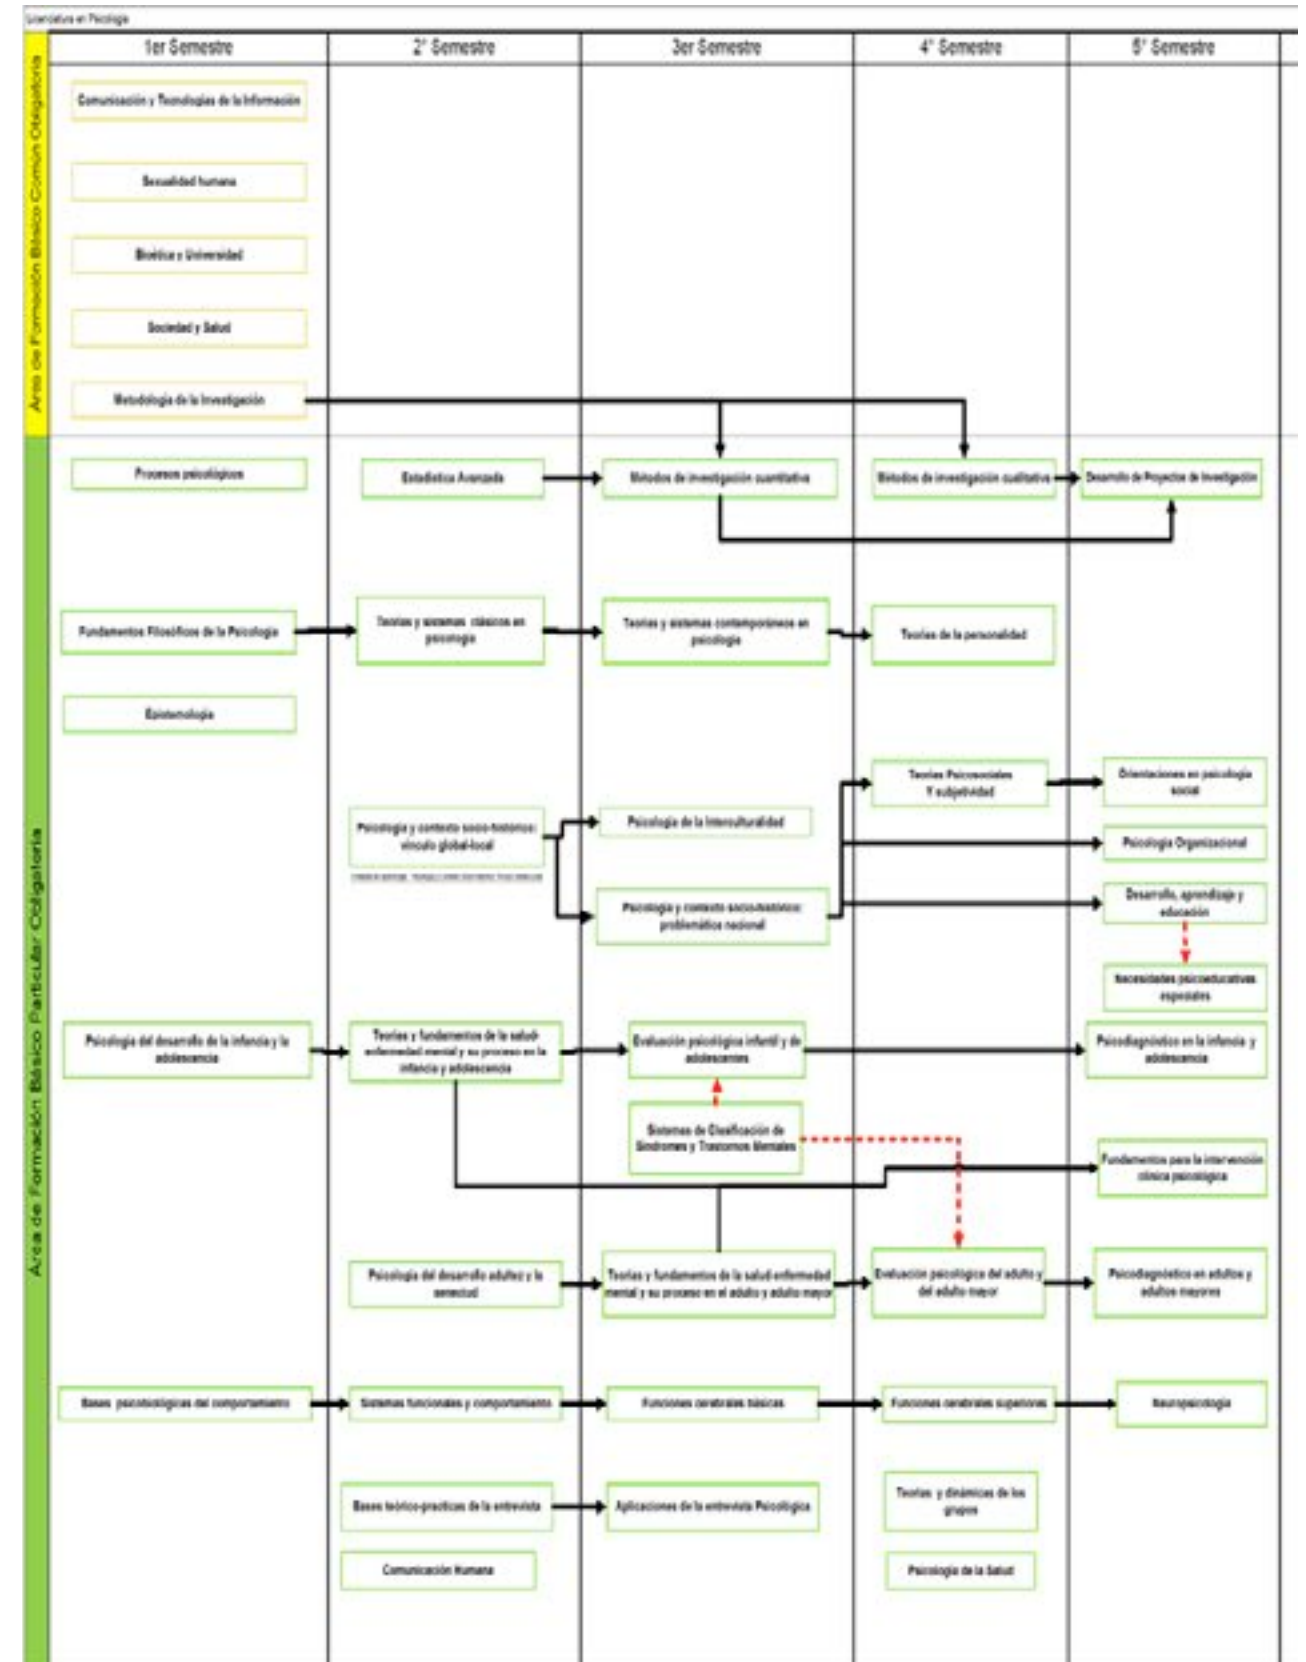 Licenciatura en Psicología
1er Semestre
2° Semestre
3er Semestre
4° Semestre
5° Semestre
Área de Formación Básico Común Obligatoria
Comunicación y Tecnologías de la Información
Sexualidad humana
Bioética y Universidad
Sociedad y Salud
Metodología de la Investigación
Área de Formación Básico Particular Obligatoria
Procesos psicológicos
Estadística Avanzada
Métodos de investigación cuantitativa
Métodos de investigación cualitativa
Desarrollo de Proyectos de Investigación
Fundamentos Filosóficos de la Psicología
Teorías y sistemas clásicos en
psicología
Teorías y sistemas contemporáneos en
psicología
Teorías de la personalidad
Epistemología
Teorías Psicosociales
Y subjetividad
Orientaciones en psicología
social
Psicología y contexto socio-histórico:
vínculo global-local
Psicología de la Interculturalidad
Psicología Organizacional
Psicología y contexto socio-histórico:
problemática nacional
Desarrollo, aprendizaje y
educación
Necesidades psicoeducativas
especiales
Psicología del desarrollo de la infancia y la
adolescencia
Teorías y fundamentos de la salud-
enfermedad mental y su proceso en la
infancia y adolescencia
Evaluación psicológica infantil y de
adolescentes
Psicodiagnóstico en la infancia y
adolescencia
Sistemas de Clasificación de
Síndromes y Trastornos Mentales
Fundamentos para la intervención
clínica psicológica
Psicología del desarrollo adultez y la
senectud
Teorías y fundamentos de la salud-enfermedad
mental y su proceso en el adulto y adulto mayor
Evaluación psicológica del adulto y
del adulto mayor
Psicodiagnóstico en adultos y
adultos mayores
Bases psicobiológicas del comportamiento
Sistemas funcionales y comportamiento
Funciones cerebrales básicas
Funciones cerebrales superiores
Neuropsicología
Bases teórico-practicas de la entrevista
Aplicaciones de la entrevista Psicológica
Teorías y dinámicas de los
grupos
Comunicación Humana
Psicología de la Salud